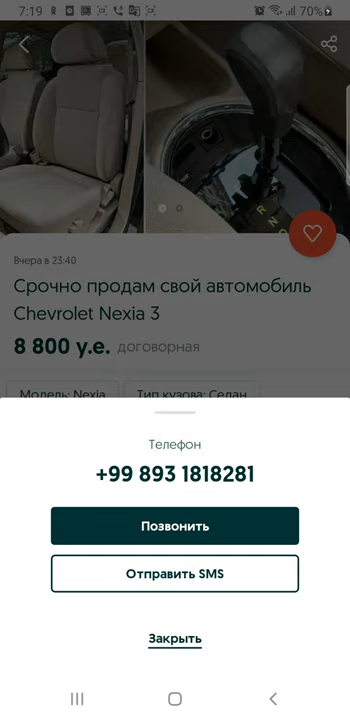 7:19
70%
R
N
D
Вчера в 23:40
Срочно продам свой автомобиль
Chevrolet Nexia 3
8 800 у.е. договорная
Модель: Nexia Тип кузова: Седан
Телефон
+99 893 1818281
Позвонить
Отправить SMS
Закрыть